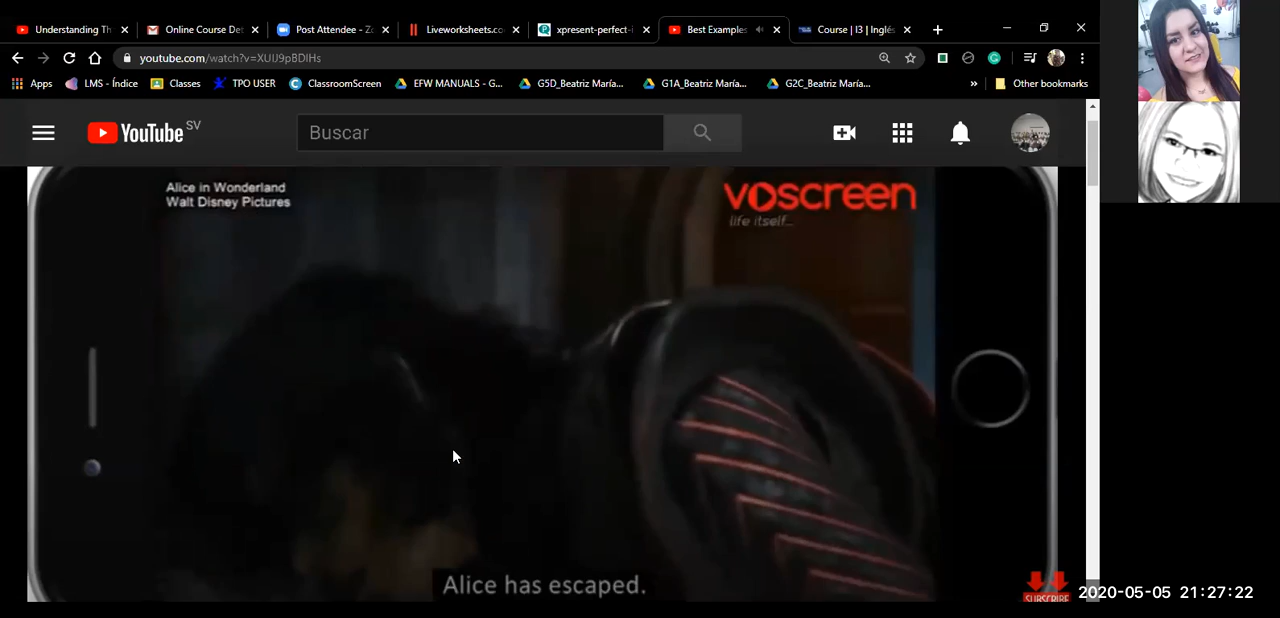 Understanding Th
Online Course Det
Post Attendee - Zo
Liveworksheets.co
xpresent-perfect-i
Best Examples
Course | I3 | Inglés
youtube.com/watch?v=XUIJ9pBDlHs
Apps
LMS - Índice
Classes
TPO USER
ClassroomScreen
EFW MANUALS - G...
G5D_Beatriz María...
G1A_Beatriz María...
G2C_Beatriz María...
»
Other bookmarks
YouTube SV
Buscar
Alice in Wonderland
Walt Disney Pictures
voscreen
life itself...
Alice has escaped.
SUBSCRIBE
2020-05-05 21:27:22